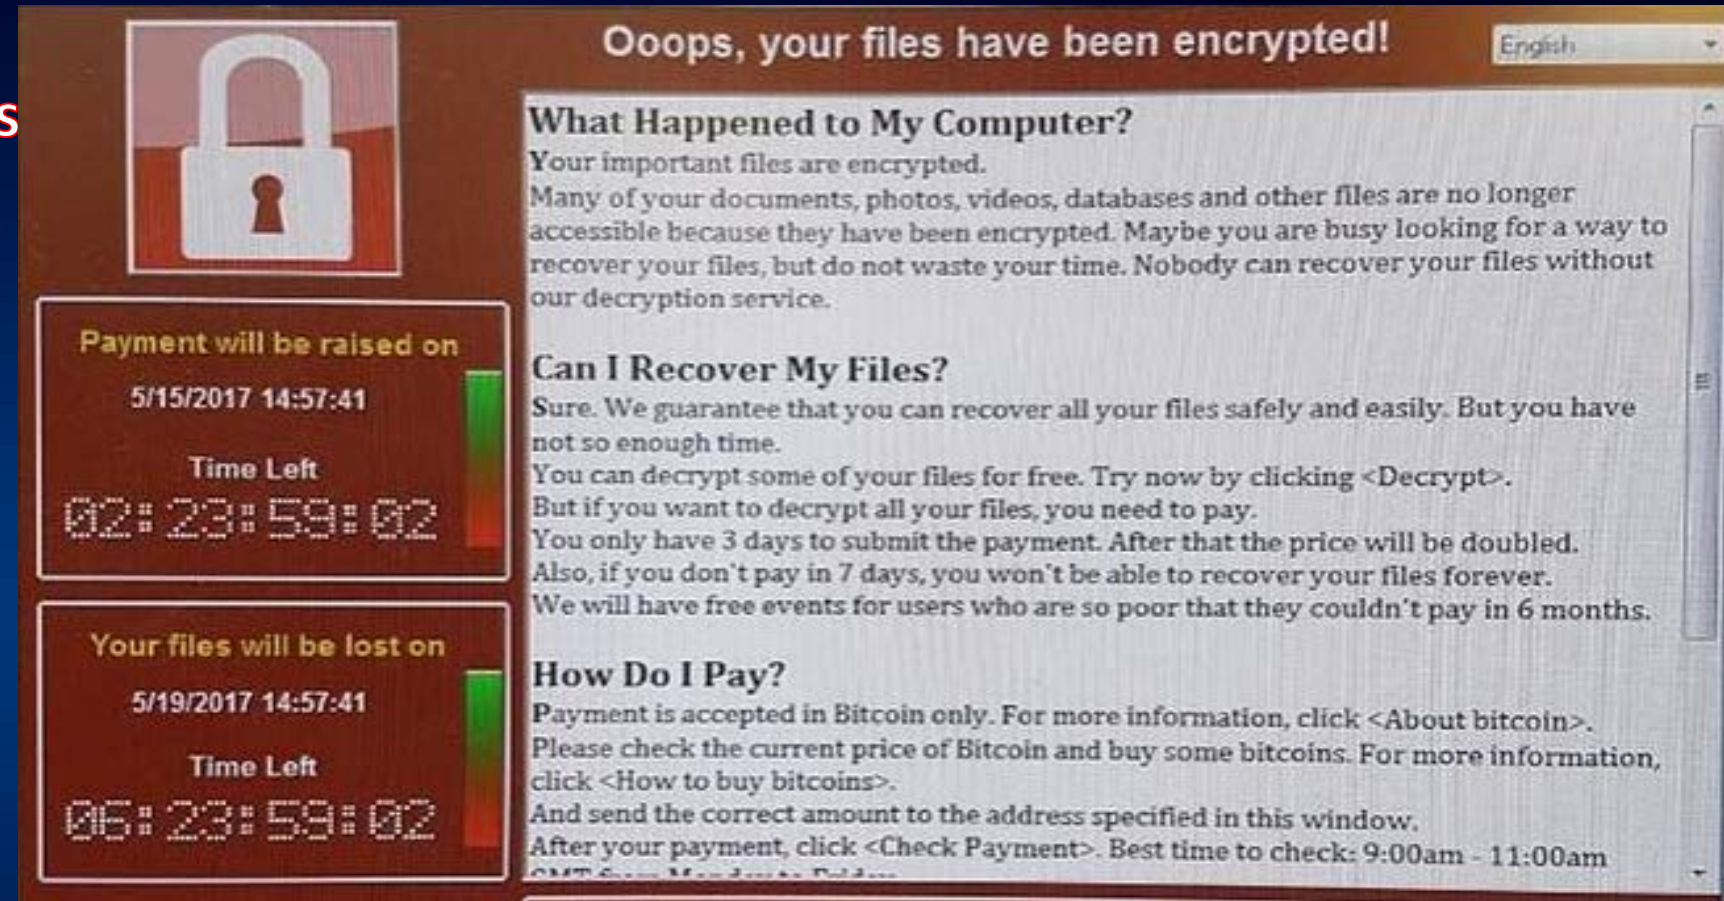 Ooops, your files have been encrypted!
English
s
What Happened to My Computer?
Your important files are encrypted.
Many of your documents, photos, videos, databases and other files are no longer
accessible because they have been encrypted. Maybe you are busy looking for a way to
recover your files, but do not waste your time. Nobody can recover your files without
our decryption service.
Can I Recover My Files?
Sure. We guarantee that you can recover all your files safely and easily. But you have
not so enough time.
You can decrypt some of your files for free. Try now by clicking <Decrypt>.
But if you want to decrypt all your files, you need to pay.
You only have 3 days to submit the payment. After that the price will be doubled.
Also, if you don't pay in 7 days, you won't be able to recover your files forever.
We will have free events for users who are so poor that they couldn't pay in 6 months.
How Do I Pay?
Payment is accepted in Bitcoin only. For more information, click <About bitcoin>.
Please check the current price of Bitcoin and buy some bitcoins. For more information,
click <How to buy bitcoins>.
And send the correct amount to the address specified in this window.
After your payment, click <Check Payment>. Best time to check: 9:00am - 11:00am
GMT from Monday to Friday
Payment will be raised on
5/15/2017 14:57:41
Time Left
02:23:59:02
Your files will be lost on
5/19/2017 14:57:41
Time Left
06:23:59:02